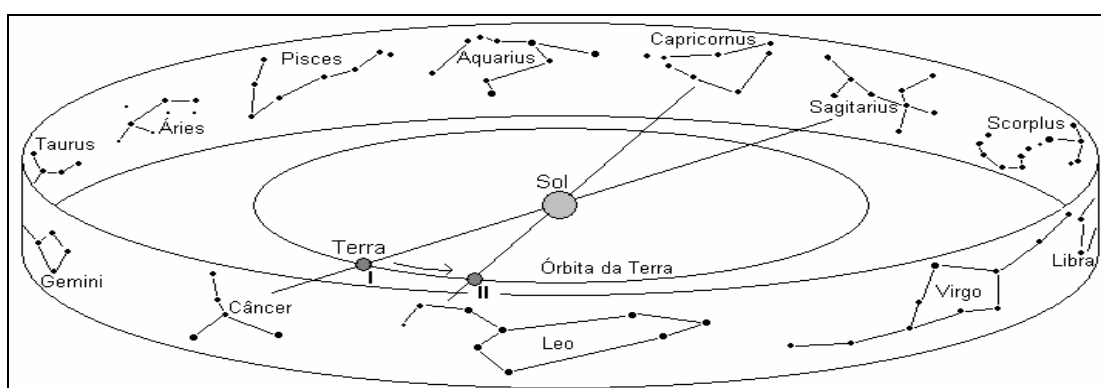 Capricornus
Pisces
Aquarius
Sagitarius
Áries
Scorplus
Taurus
Sol
Terra
Libra
I
Órbita da Terra
Gemini
II
Virgo
Câncer
Leo